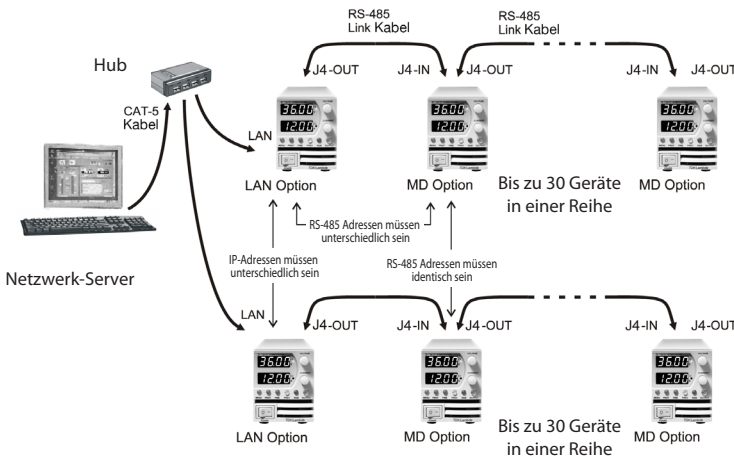 RS-485
Link Kabel
RS-485
Link Kabel
Hub
J4-OUT
J4-IN
J4-OUT
J4-IN
J4-OUT
CAT-5
Kabel
36.00
12.00
36.00
12.00
36.00
12.00
LAN
LAN Option
MD Option
Bis zu 30 Geräte
in einer Reihe
MD Option
RS-485 Adressen müssen
unterschiedlich sein
IP-Adressen müssen
unterschiedlich sein
RS-485 Adressen müssen
identisch sein
Netzwerk-Server
LAN
J4-OUT
J4-IN
J4-OUT
J4-IN
J4-OUT
36.00
12.00
36.00
12.00
36.00
12.00
LAN Option
MD Option
Bis zu 30 Geräte
in einer Reihe
MD Option